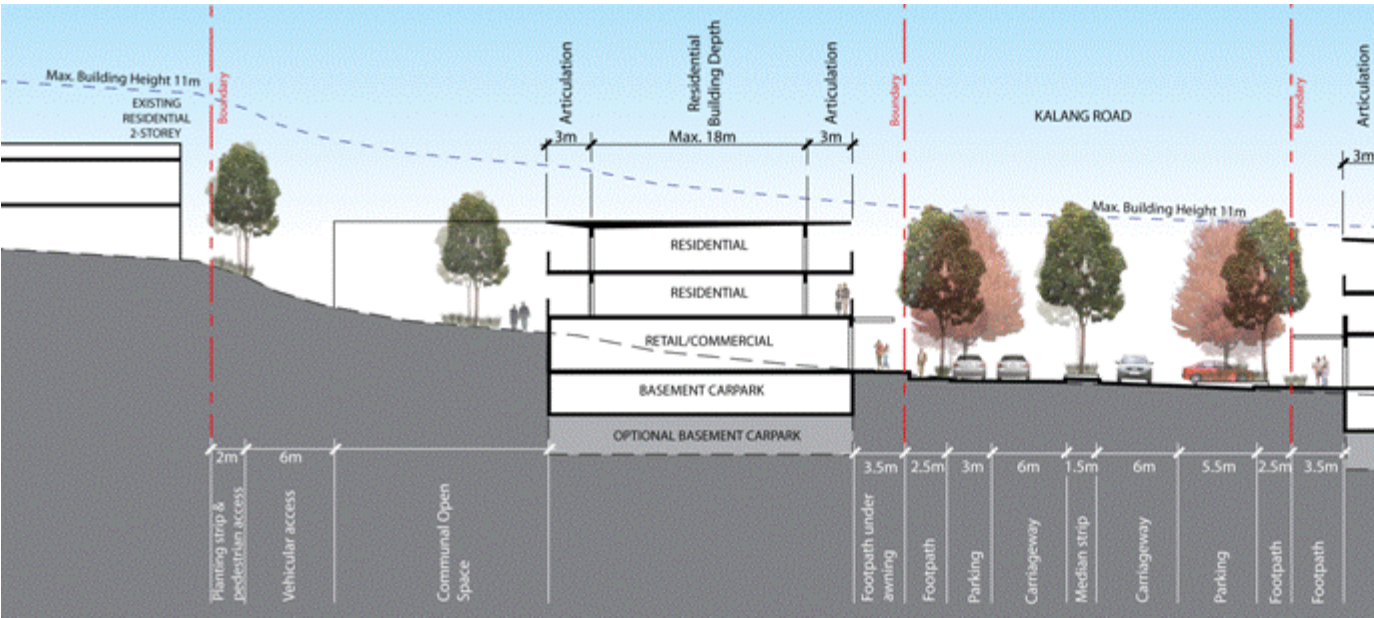 Max. Building Height 11m
EXISTING
RESIDENTIAL
2-STOREY
Boundary
Articulation
Residential
Building Depth
Articulation
3m
Max. 18m
3m
Boundary
KALANG ROAD
Boundary
Articulation
3m
Max. Building Height 11m
RESIDENTIAL
RESIDENTIAL
RETAIL/COMMERCIAL
BASEMENT CARPARK
OPTIONAL BASEMENT CARPARK
2m
6m
3.5m
2.5m
3m
6m
1.5m
6m
5.5m
2.5m
3.5m
Planting strip &
pedestrian access
Vehicular access
Communal Open
Space
Footpath under
awning
Footpath
Parking
Carriageway
Median strip
Carriageway
Parking
Footpath
Footpath